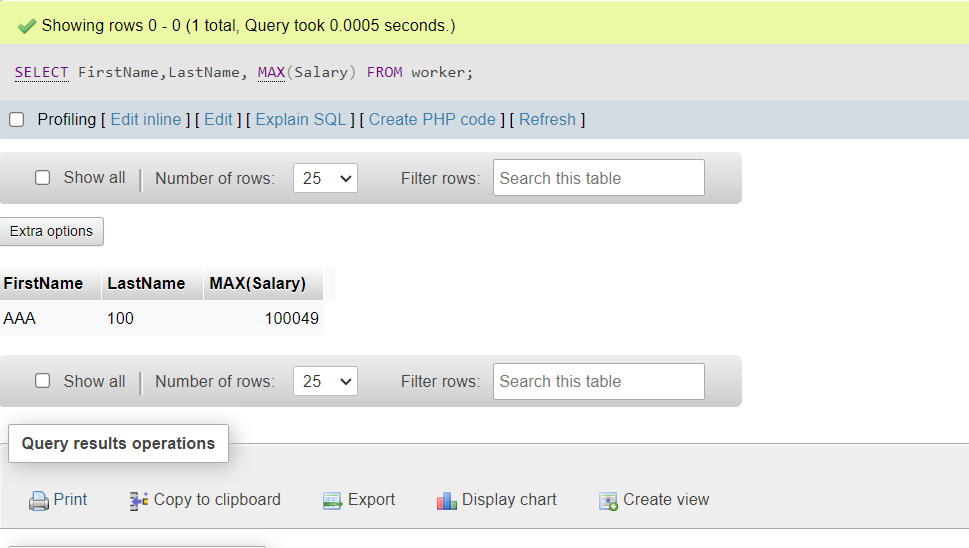 Showing rows 0 - 0 (1 total, Query took 0.0005 seconds.)
SELECT FirstName,LastName, MAX(Salary) FROM worker;
Profiling [ Edit inline ] [ Edit ] [ Explain SQL ] [ Create PHP code ] [ Refresh ]
Show all | Number of rows: 25 Filter rows: Search this table
Extra options
FirstName LastName MAX(Salary)
AAA 100 100049
Show all | Number of rows: 25 Filter rows: Search this table
Query results operations
Print Copy to clipboard Export Display chart Create view